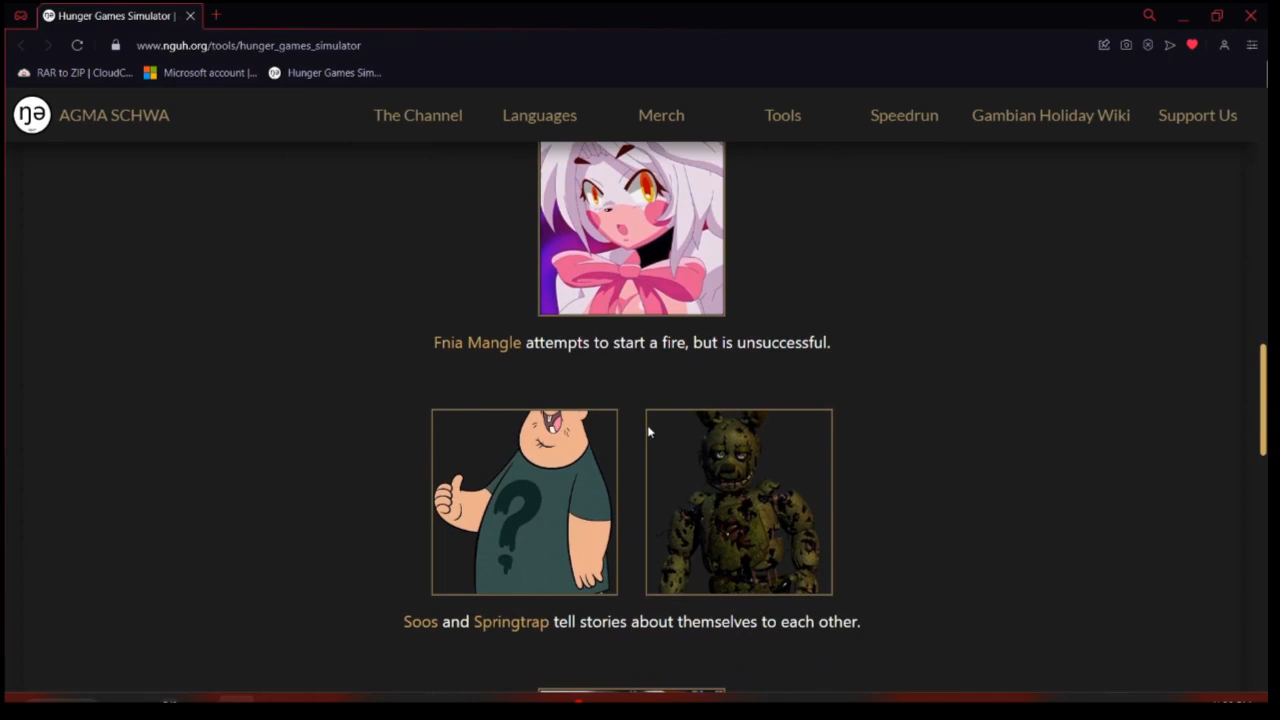 Hunger Games Simulator |
www.nguh.org/tools/hunger_games_simulator
RAR to ZIP | CloudC... Microsoft account |... Hunger Games Sim...
ŋə AGMA SCHWA The Channel Languages Merch Tools Speedrun Gambian Holiday Wiki Support Us
Fnia Mangle attempts to start a fire, but is unsuccessful.
?
Soos and Springtrap tell stories about themselves to each other.